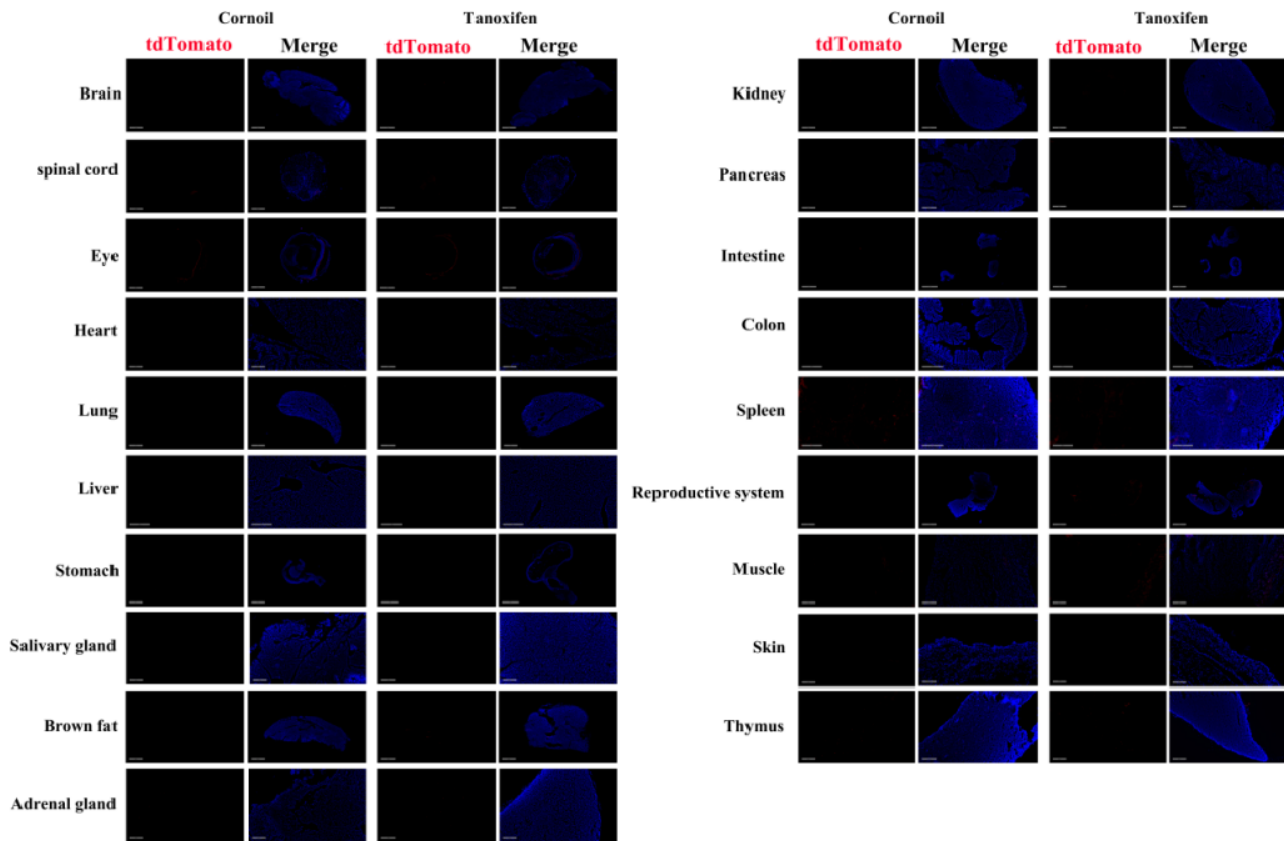 Cornoil Tanoxifen
tdTomato Merge tdTomato Merge
Brain
spinal cord
Eye
Heart
Lung
Liver
Stomach
Salivary gland
Brown fat
Adrenal gland
Cornoil Tanoxifen
tdTomato Merge tdTomato Merge
Kidney
Pancreas
Intestine
Colon
Spleen
Reproductive system
Muscle
Skin
Thymus